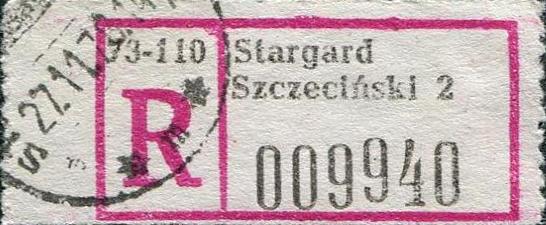 73-110 Stargard
Szczeciński 2
R
009940